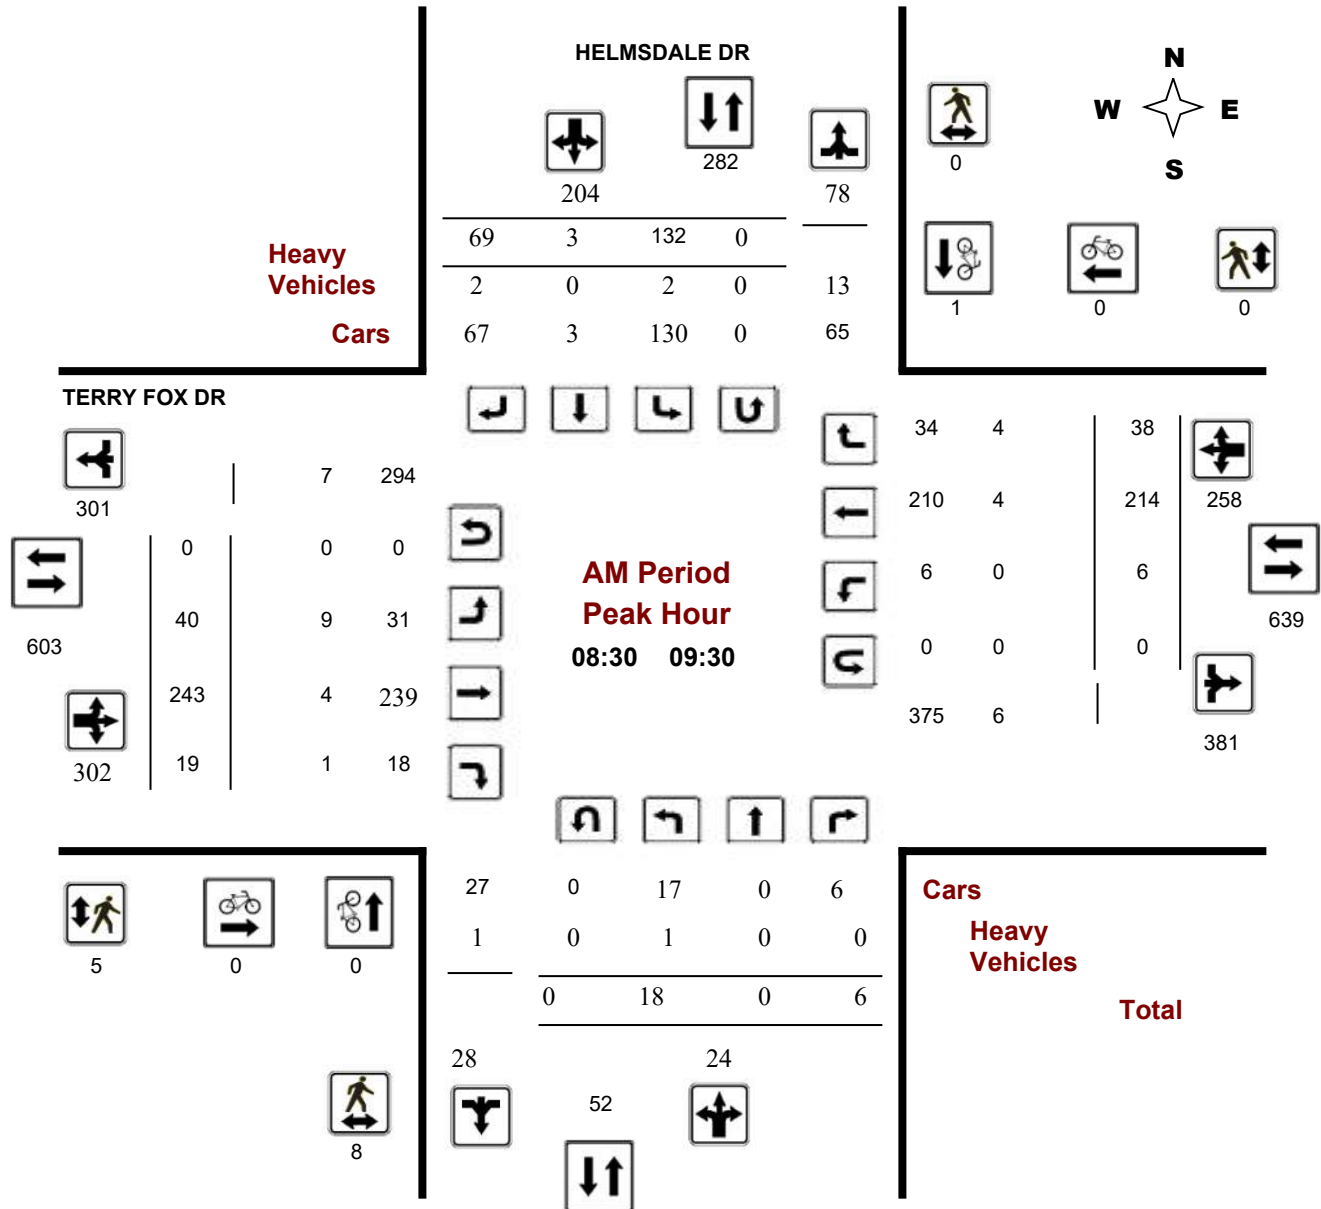 HELMSDALE DR
N
W E
S
282
0
204 78
69 3 132 0
Heavy
Vehicles
2 0 2 0 13
Cars
67 3 130 0 65
1 0 0
TERRY FOX DR
34 4 38
7 294
301
210 4 214 258
0 0 0
AM Period
6 0 6
Peak Hour
40 9 31
639
603
08:30 09:30
0 0 0
243 4 239
375 6
381
302 19 1 18
27 0 17 0 6
Cars
1 0 1 0 0
Heavy
Vehicles
5 0 0
0 18 0 6
Total
28 24
52
8